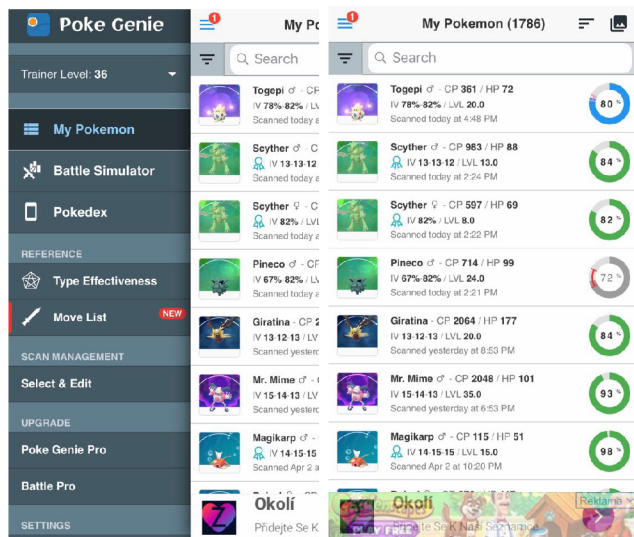 Poke Genie
Trainer Level: 36
My Pokemon
Battle Simulator
Pokedex
REFERENCE
Type Effectiveness
Move List NEW
SCAN MANAGEMENT
Select & Edit
UPGRADE
Poke Genie Pro
Battle Pro
SETTINGS
1
My Po
Search
Togepi ♂ - CP
IV 78%-82% / LV
Scanned today a
Scyther ♂ - C
IV 13-13-12
Scanned today a
Scyther ♀ - C
IV 82% / LVL
Scanned today a
Pineco ♂ - CP
IV 67%-82% / L
Scanned today a
Giratina - CP 2
IV 13-12-13 / LV
Scanned yesterd
Mr. Mime ♂ - 
IV 15-14-13 / LV
Scanned yesterd
Magikarp ♂ -
IV 14-15-15
Scanned Apr 2 a
Okolí
Přidejte Se K
1
My Pokemon (1786)
Search
Togepi ♂ - CP 361 / HP 72
IV 78%-82% / LVL 20.0
Scanned today at 4:48 PM
80 %
Scyther ♂ - CP 983 / HP 88
IV 13-13-12 / LVL 13.0
Scanned today at 2:24 PM
84 %
Scyther ♀ - CP 597 / HP 69
IV 82% / LVL 8.0
Scanned today at 2:22 PM
82 %
Pineco ♂ - CP 714 / HP 99
IV 67%-82% / LVL 24.0
Scanned today at 2:21 PM
72 %
Giratina - CP 2064 / HP 177
IV 13-12-13 / LVL 20.0
Scanned yesterday at 8:53 PM
84 %
Mr. Mime ♂ - CP 2048 / HP 101
IV 15-14-13 / LVL 35.0
Scanned yesterday at 6:53 PM
93 %
Magikarp ♂ - CP 115 / HP 51
IV 14-15-15 / LVL 15.0
Scanned Apr 2 at 10:20 PM
98 %
Okolí
Reklama
Přidejte Se K Naší Seznamce
PLAY FREE